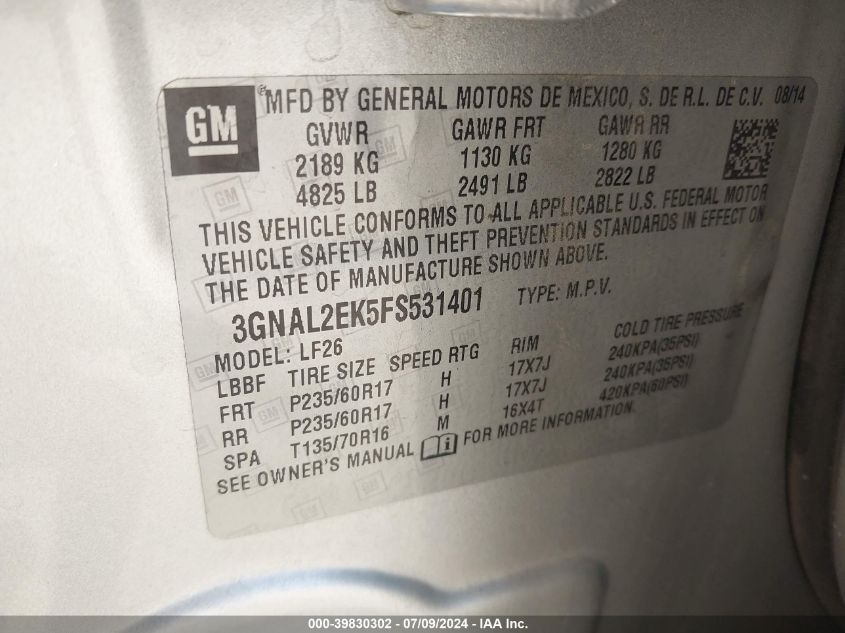 GM
® MFD BY GENERAL MOTORS DE MEXICO, S. DE R.L. DE C.V. 08/14
GVWR GAWR FRT GAWR RR
2189 KG 1130 KG 1280 KG
4825 LB 2491 LB 2822 LB
THIS VEHICLE CONFORMS TO ALL APPLICABLE U.S. FEDERAL MOTOR
VEHICLE SAFETY AND THEFT PREVENTION STANDARDS IN EFFECT ON
THE DATE OF MANUFACTURE SHOWN ABOVE.
3GNAL2EK5FS531401 TYPE: M.P.V.
MODEL: LF26
LBBF TIRE SIZE SPEED RTG RIM COLD TIRE PRESSURE
FRT P235/60R17 H 17X7J 240KPA(35PSI)
RR P235/60R17 H 17X7J 240KPA(35PSI)
SPA T135/70R16 M 16X4T 420KPA(60PSI)
SEE OWNER'S MANUAL FOR MORE INFORMATION.
000-39830302 - 07/09/2024 - IAA Inc.